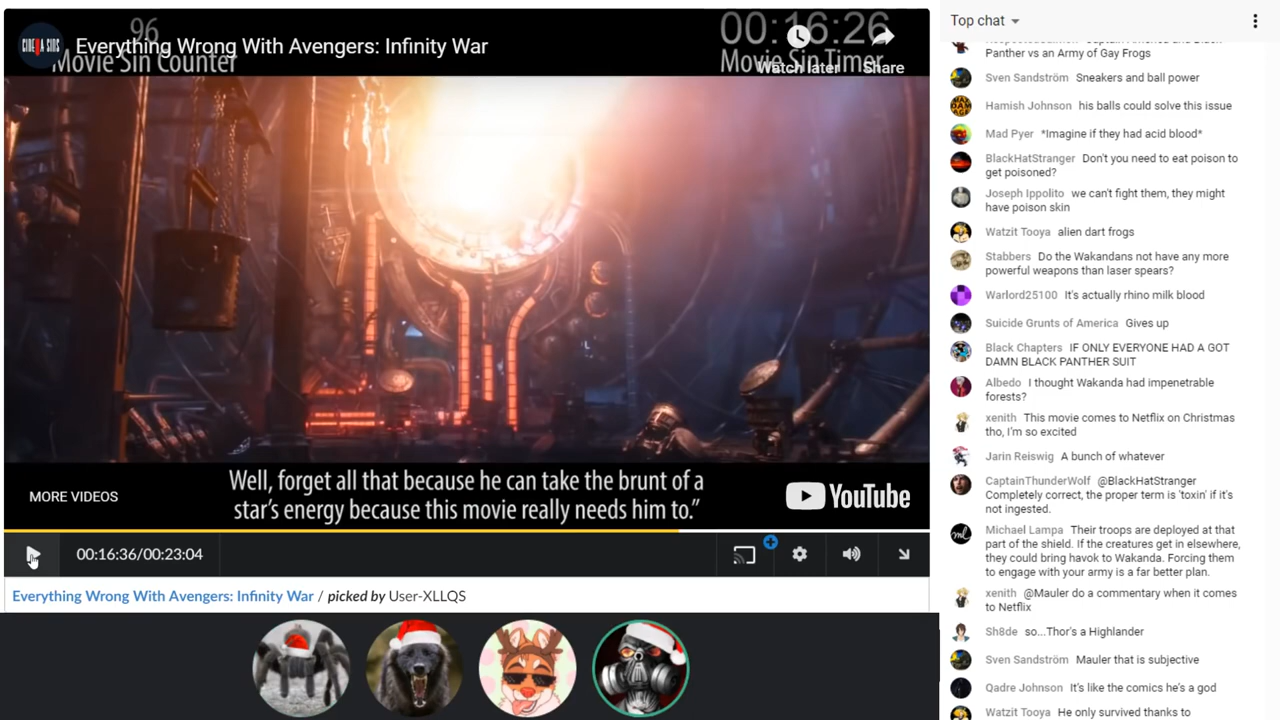 96
00:16:26
CINEMA SINS
Everything Wrong With Avengers: Infinity War
Movie Sin Counter
Movie Sin Timer
Watch later
Share
Well, forget all that because he can take the brunt of a
star's energy because this movie really needs him to."
MORE VIDEOS
YouTube
00:16:36/00:23:04
Everything Wrong With Avengers: Infinity War / picked by User-XLLQS
Top chat
Panther vs an Army of Gay Frogs
Sven Sandström Sneakers and ball power
Hamish Johnson his balls could solve this issue
Mad Pyer *Imagine if they had acid blood*
BlackHatStranger Don't you need to eat poison to
get poisoned?
Joseph Ippolito we can't fight them, they might
have poison skin
Watzit Tooya alien dart frogs
Stabbers Do the Wakandans not have any more
powerful weapons than laser spears?
Warlord25100 It's actually rhino milk blood
Suicide Grunts of America Gives up
Black Chapters IF ONLY EVERYONE HAD A GOT
DAMN BLACK PANTHER SUIT
Albedo I thought Wakanda had impenetrable
forests?
xenith This movie comes to Netflix on Christmas
tho, I'm so excited
Jarin Reiswig A bunch of whatever
CaptainThunderWolf @BlackHatStranger
Completely correct, the proper term is 'toxin' if it's
not ingested.
Michael Lampa Their troops are deployed at that
part of the shield. If the creatures get in elsewhere,
they could bring havok to Wakanda. Forcing them
to engage with your army is a far better plan.
xenith @Mauler do a commentary when it comes
to Netflix
Sh8de so...Thor's a Highlander
Sven Sandström Mauler that is subjective
Qadre Johnson It's like the comics he's a god
Watzit Tooya He only survived thanks to